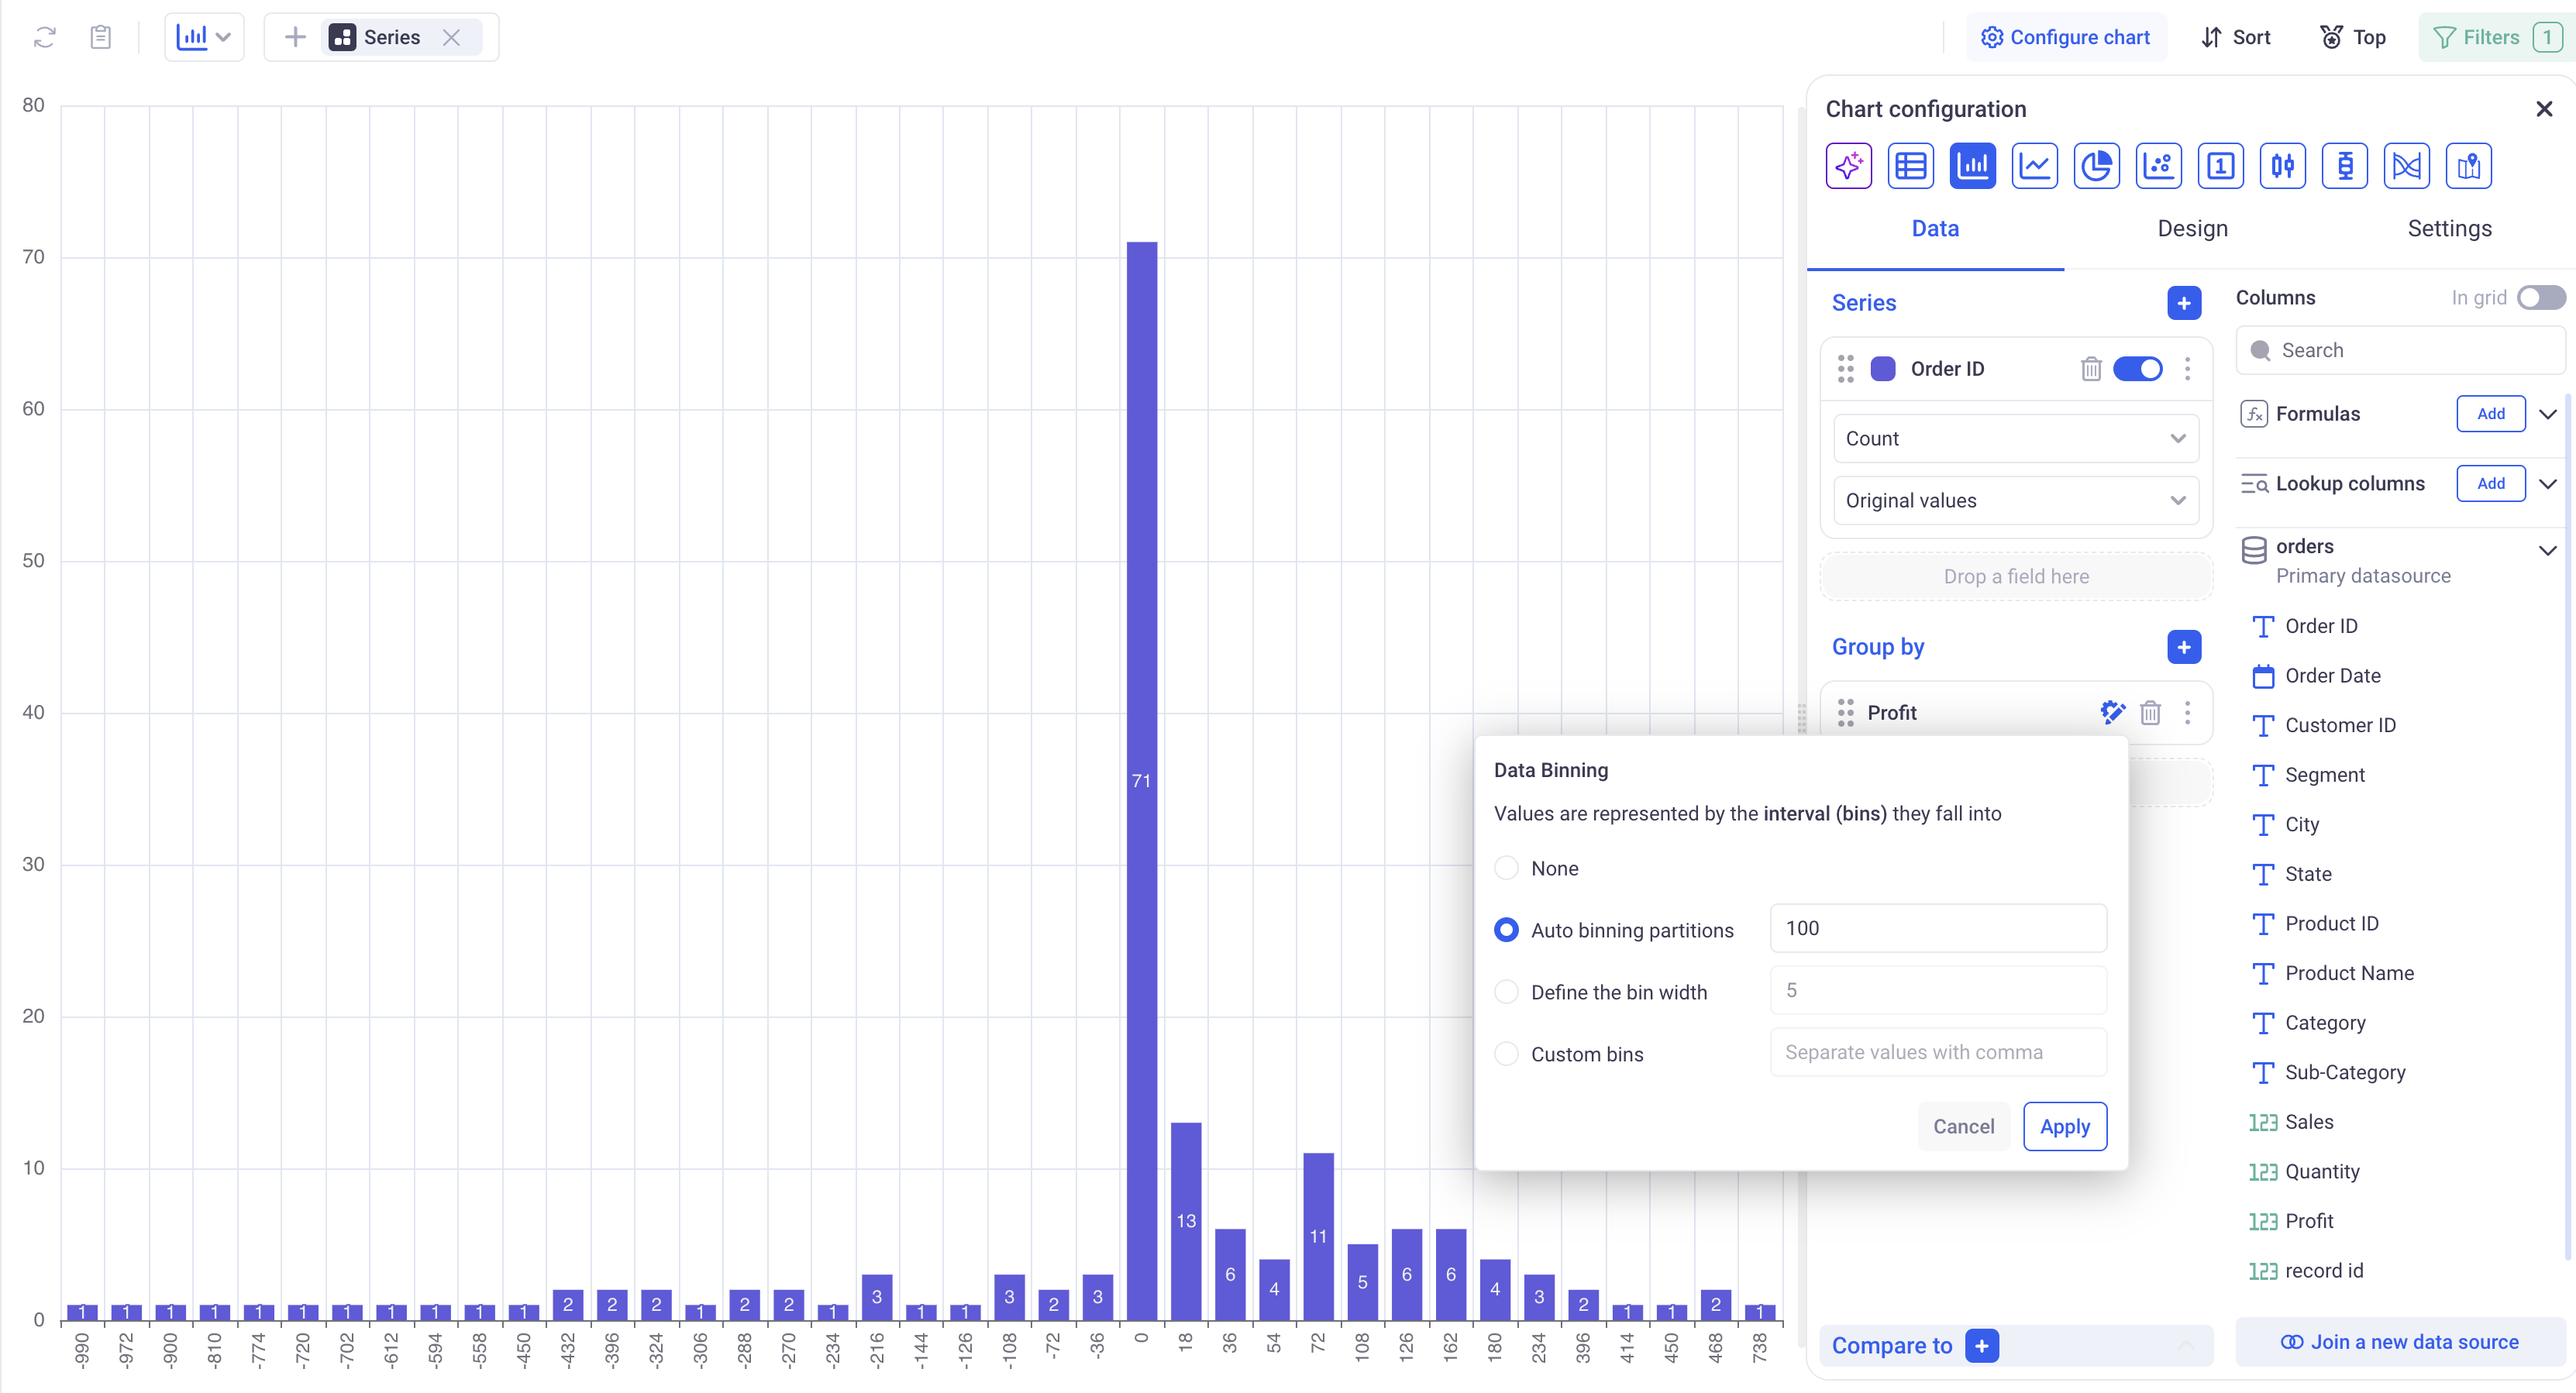 Series
Configure chart
Sort
Top
Filters 1
Chart configuration
1
Data
Design
Settings
Series
Order ID
Count
Original values
Drop a field here
Group by
Profit
Data Binning
Values are represented by the interval (bins) they fall into
None
Auto binning partitions 100
Define the bin width 5
Custom bins Separate values with comma
Cancel
Apply
Compare to
Columns In grid
Search
fx Formulas Add
Lookup columns Add
orders
Primary datasource
Order ID
Order Date
Customer ID
Segment
City
State
Product ID
Product Name
Category
Sub-Category
123 Sales
123 Quantity
123 Profit
123 record id
Join a new data source
80
70
60
50
40
30
20
10
0
1 1 1 1 1 1 1 1 1 1 1 2 2 2 1 2 2 1 3 1 1 3 2 3 71 13 6 4 11 5 6 6 4 3 2 1 1 2 1
-990 -972 -900 -810 -774 -720 -702 -612 -594 -558 -450 -432 -396 -324 -306 -288 -270 -234 -216 -144 -126 -108 -72 -36 0 18 36 54 72 108 126 162 180 234 396 414 450 468 738